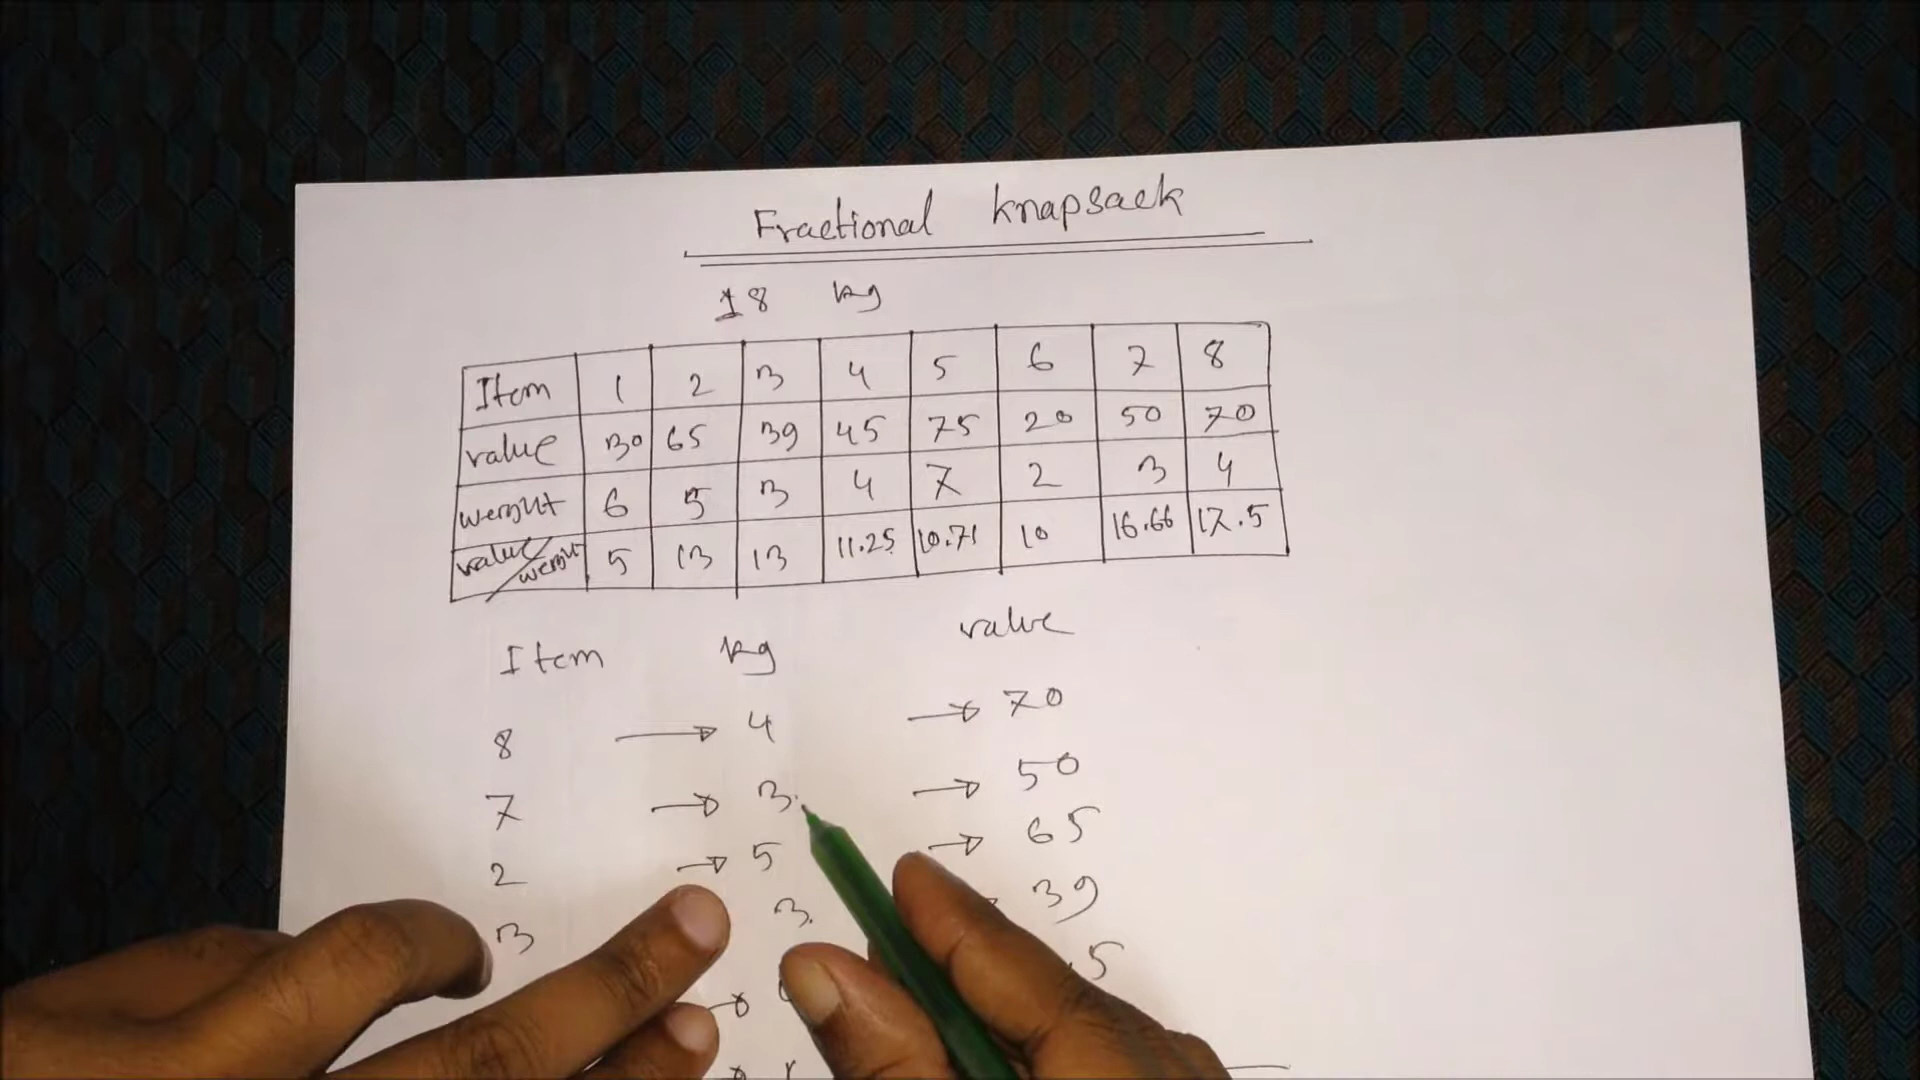 Fractional knapsack
18 kg
Item 1 2 3 4 5 6 7 8
value 30 65 39 45 75 20 50 70
weight 6 5 3 4 7 2 3 4
value/weight 5 13 13 11.25 10.71 10 16.66 17.5
Item kg value
8 → 4 → 70
7 → 3. → 50
2 → 5 → 65
3 3. 39
5